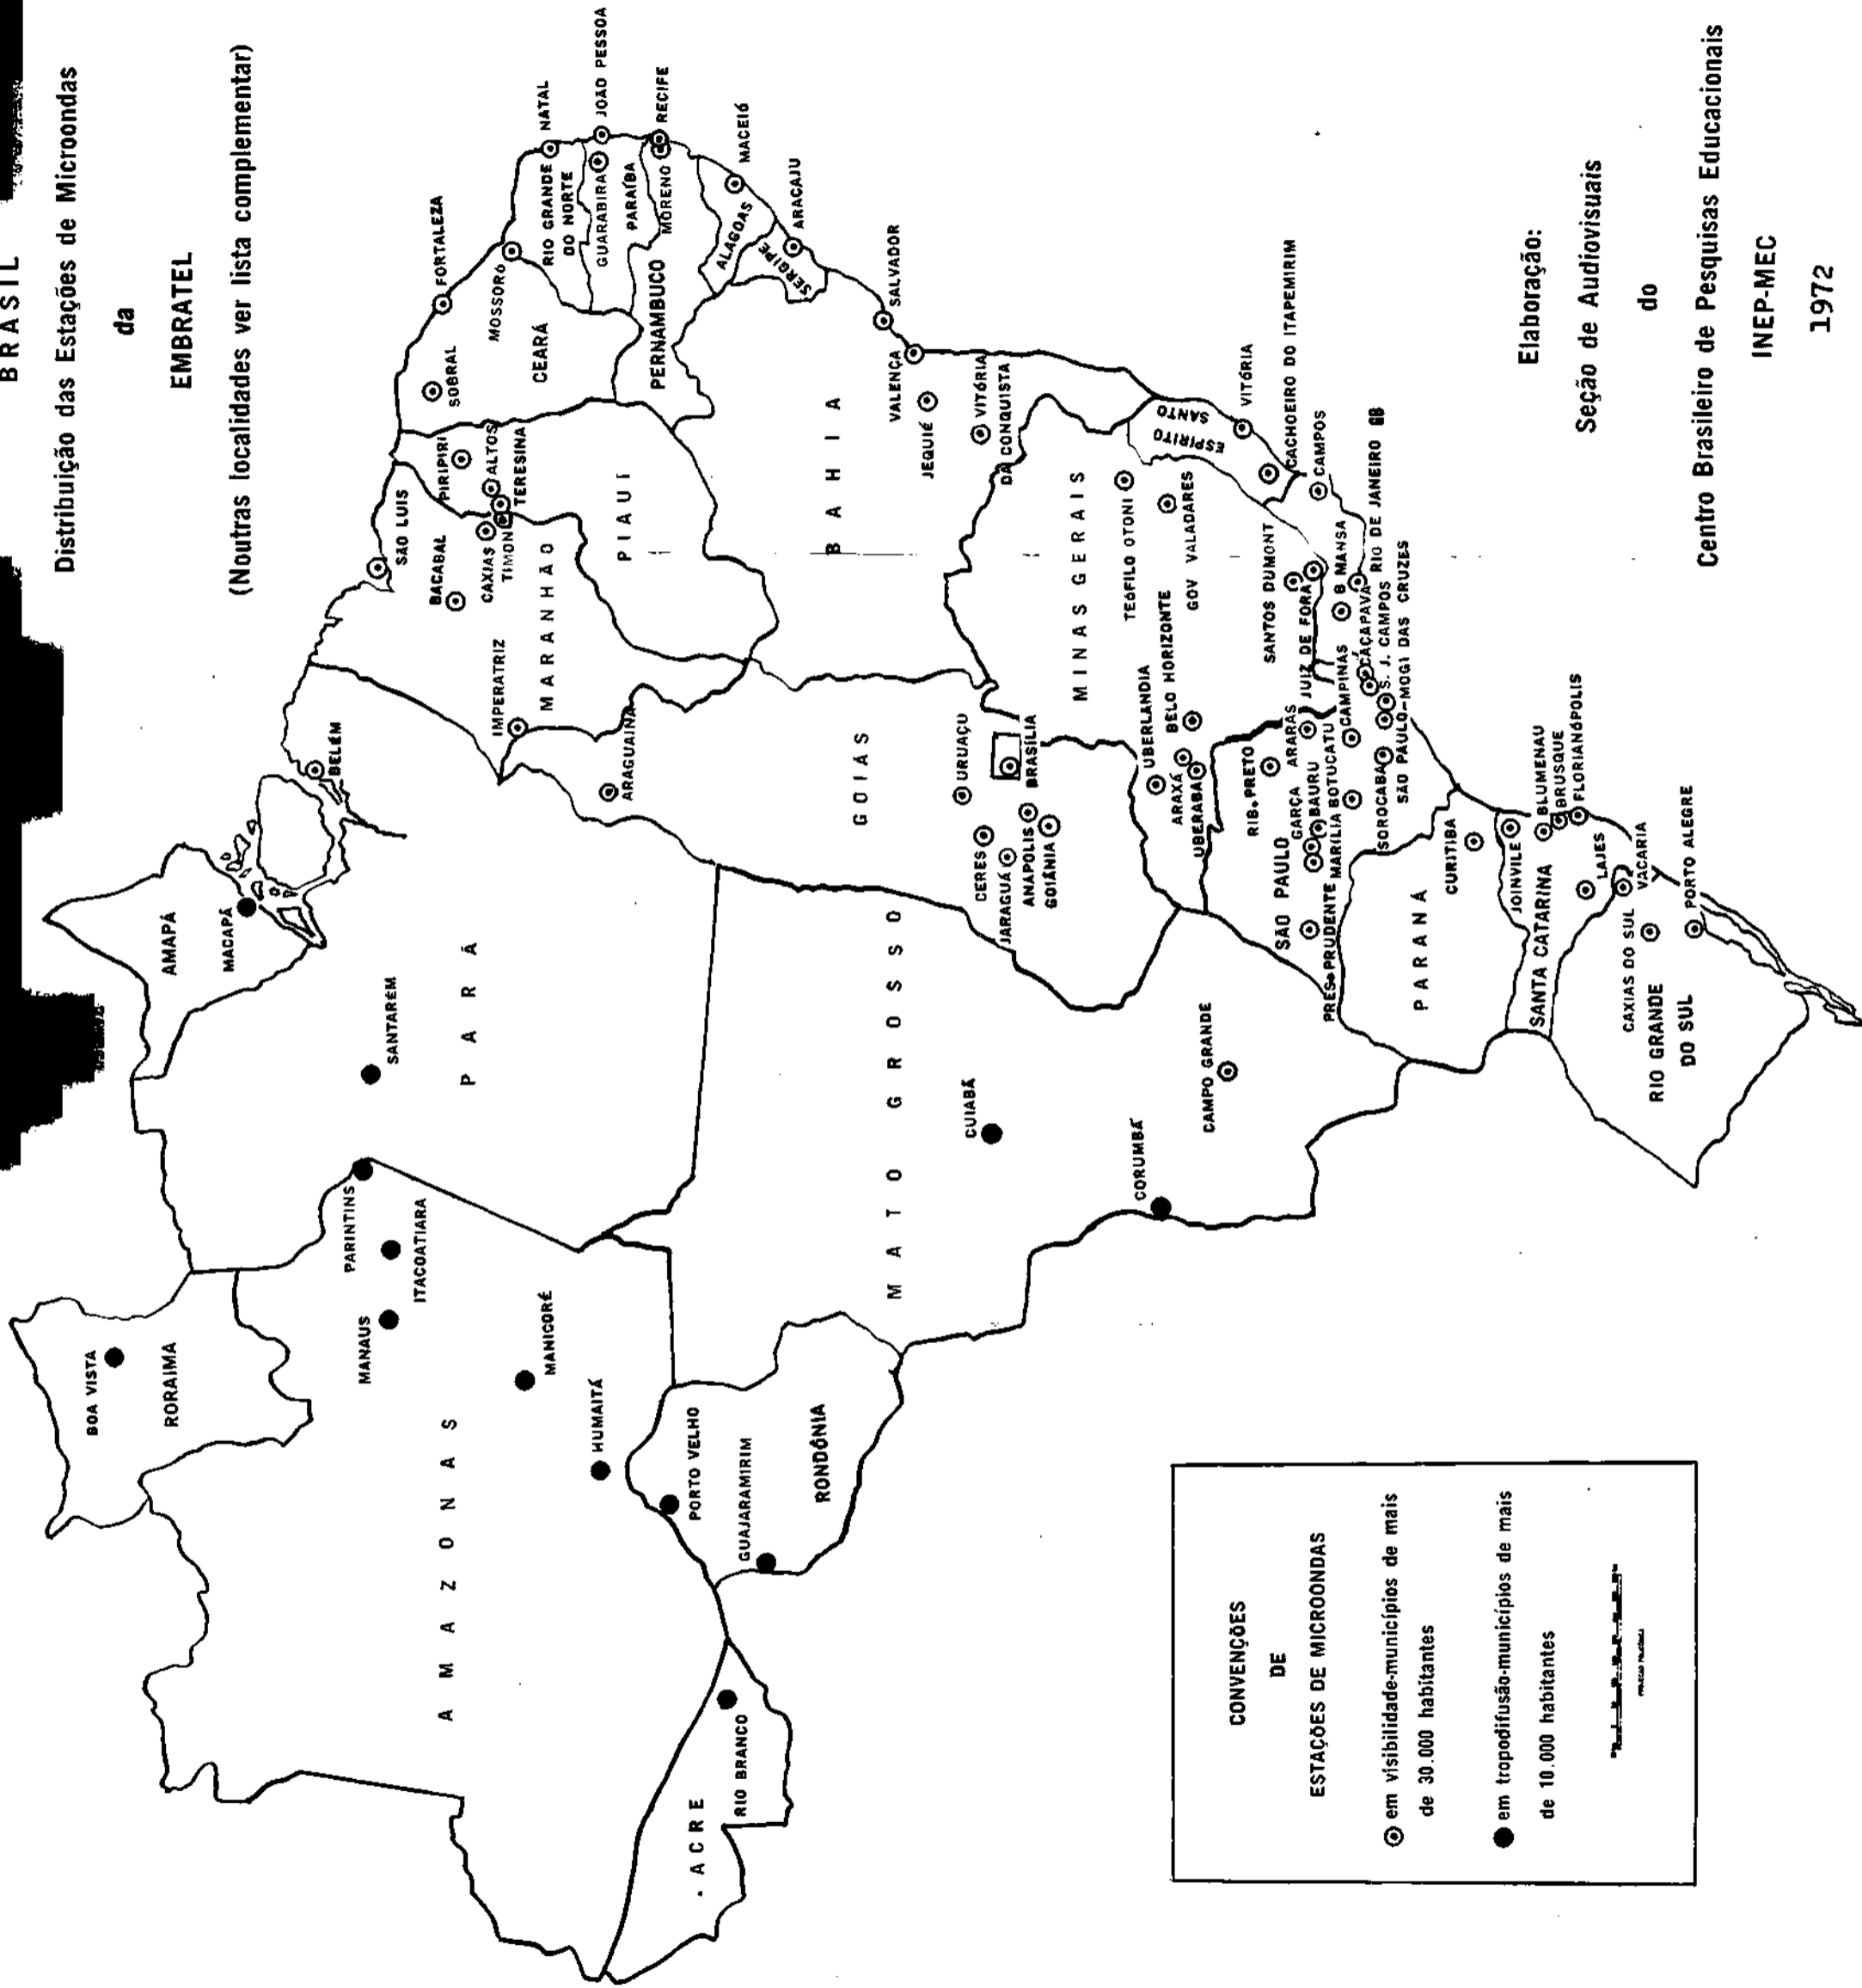 BRASIL
Distribuição das Estações de Microondas
da
EMBRATEL
(Noutras localidades ver lista complementar)
BOA VISTA
RORAIMA
AMAPÁ
MACAPÁ
BELÉM
SÃO LUIS
FORTALEZA
SOBRAL
MOSSORÓ
NATAL
RIO GRANDE
DO NORTE
JOÃO PESSOA
GUARABIRA
PARAÍBA
RECIFE
MORENO
PERNAMBUCO
MACEIÓ
ALAGOAS
ARACAJU
SERGIPE
CEARÁ
PIRIPIRI
ALTOS
TERESINA
BACABAL
CAXIAS
TIMON
IMPERATRIZ
MARANHÃO
PIAUI
PARINTINS
SANTARÉM
PARÁ
MANAUS
ITACOATIARA
MANICORÉ
AMAZONAS
HUMAITÁ
PORTO VELHO
GUAJARAMIRIM
RONDÔNIA
ACRE
RIO BRANCO
ARAGUAINA
GOIÁS
BAHIA
SALVADOR
VALENÇA
JEQUIÉ
VITÓRIA
DA CONQUISTA
MATO GROSSO
CUIABÁ
CORUMBÁ
CAMPO GRANDE
URUAÇU
BRASÍLIA
CERES
JARAGUÁ
ANAPOLIS
GOIÂNIA
MINAS GERAIS
TEÓFILO OTONI
GOV VALADARES
UBERLANDIA
BELO HORIZONTE
ARAXÁ
UBERABA
ESPIRITO
SANTO
VITÓRIA
CACHOEIRO DO ITAPEMIRIM
CAMPOS
SANTOS DUMONT
JUIZ DE FORA
B MANSA
RIO DE JANEIRO GB
RIB. PRETO
SÃO PAULO
GARÇA
ARARAS
BAURU
PRES. PRUDENTE
MARÍLIA
BOTUCATU
CAMPINAS
CAÇAPAVA
S. J. CAMPOS
SOROCABA
SÃO PAULO-MOGI DAS CRUZES
PARANÁ
CURITIBA
JOINVILE
BLUMENAU
BRUSQUE
FLORIANÓPOLIS
SANTA CATARINA
LAJES
VACARIA
CAXIAS DO SUL
RIO GRANDE
DO SUL
PORTO ALEGRE
CONVENÇÕES
DE
ESTAÇÕES DE MICROONDAS
em visibilidade-municípios de mais
de 30.000 habitantes
em tropodifusão-municípios de mais
de 10.000 habitantes
Elaboração:
Seção de Audiovisuais
do
Centro Brasileiro de Pesquisas Educacionais
INEP-MEC
1972